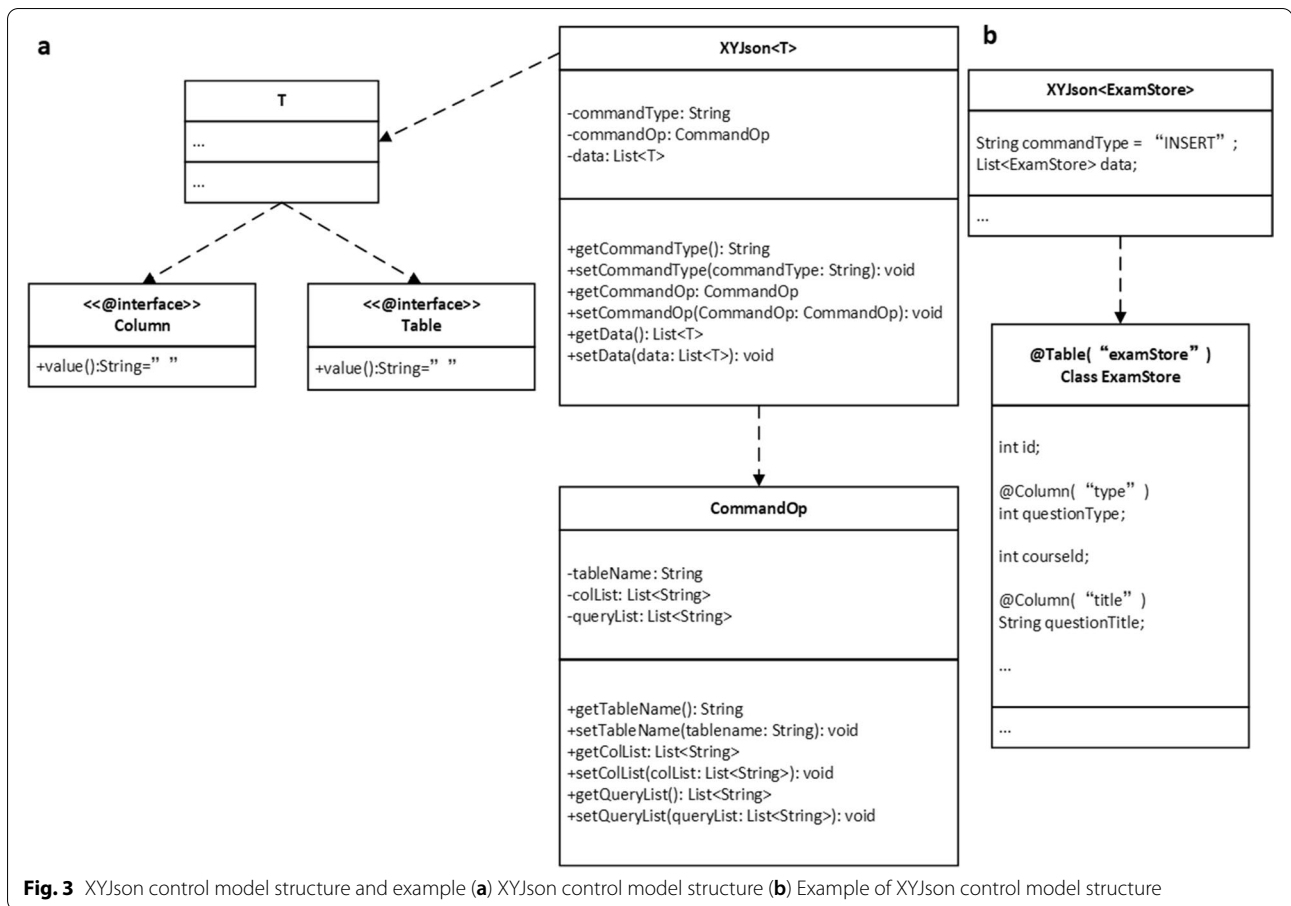 a
T
...
...
<<@interface>>
Column
+value():String=” ”
<<@interface>>
Table
+value():String=” ”
XYJson<T>
-commandType: String
-commandOp: CommandOp
-data: List<T>
+getCommandType(): String
+setCommandType(commandType: String): void
+getCommandOp: CommandOp
+setCommandOp(CommandOp: CommandOp): void
+getData(): List<T>
+setData(data: List<T>): void
CommandOp
-tableName: String
-colList: List<String>
-queryList: List<String>
+getTableName(): String
+setTableName(tablename: String): void
+getColList: List<String>
+setColList(colList: List<String>): void
+getQueryList(): List<String>
+setQueryList(queryList: List<String>): void
b
XYJson<ExamStore>
String commandType = “INSERT”;
List<ExamStore> data;
...
@Table(“examStore”)
Class ExamStore
int id;
@Column(“type”)
int questionType;
int courseId;
@Column(“title”)
String questionTitle;
...
...
Fig. 3 XYJson control model structure and example (a) XYJson control model structure (b) Example of XYJson control model structure